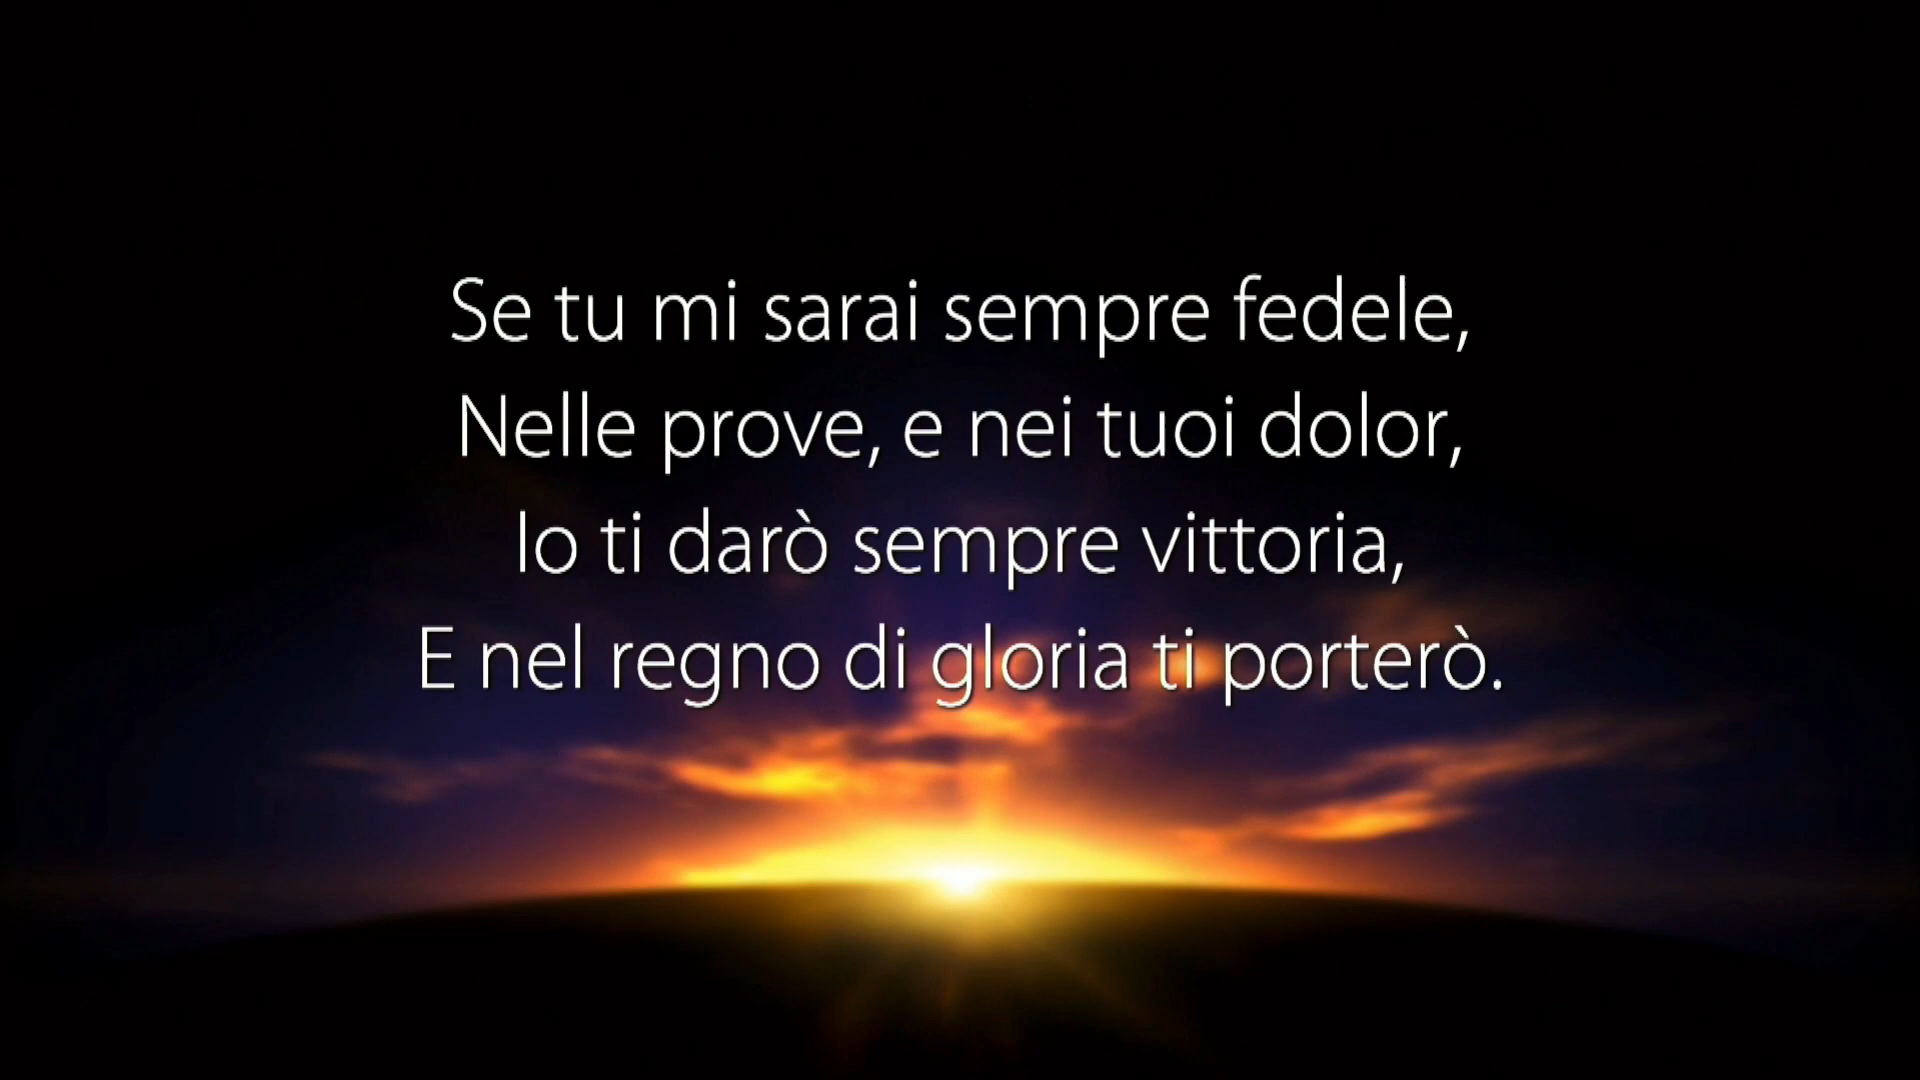 Se tu mi sarai sempre fedele,
Nelle prove, e nei tuoi dolor,
Io ti darò sempre vittoria,
E nel regno di gloria ti porterò.